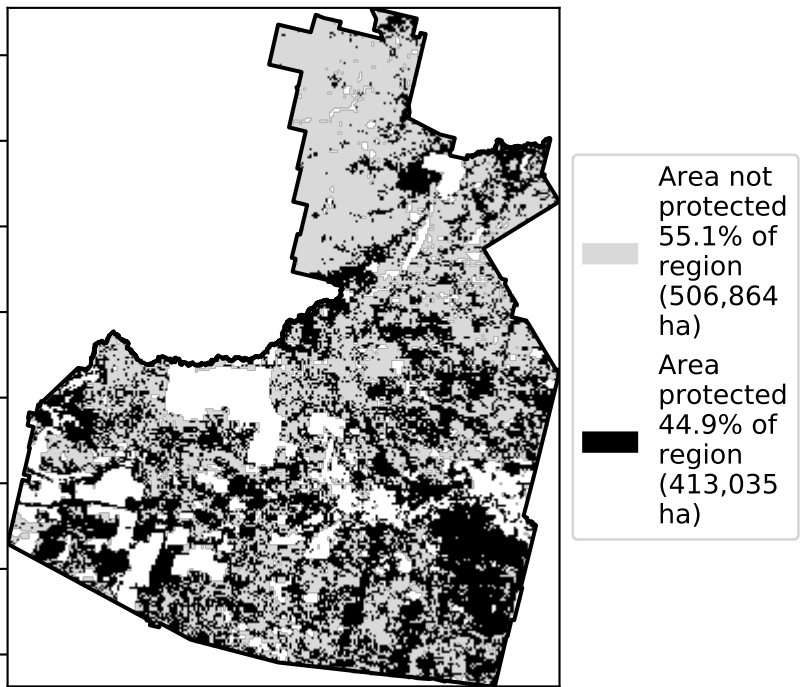 Area not
protected
55.1% of
region
(506,864
ha)
Area
protected
44.9% of
region
(413,035
ha)